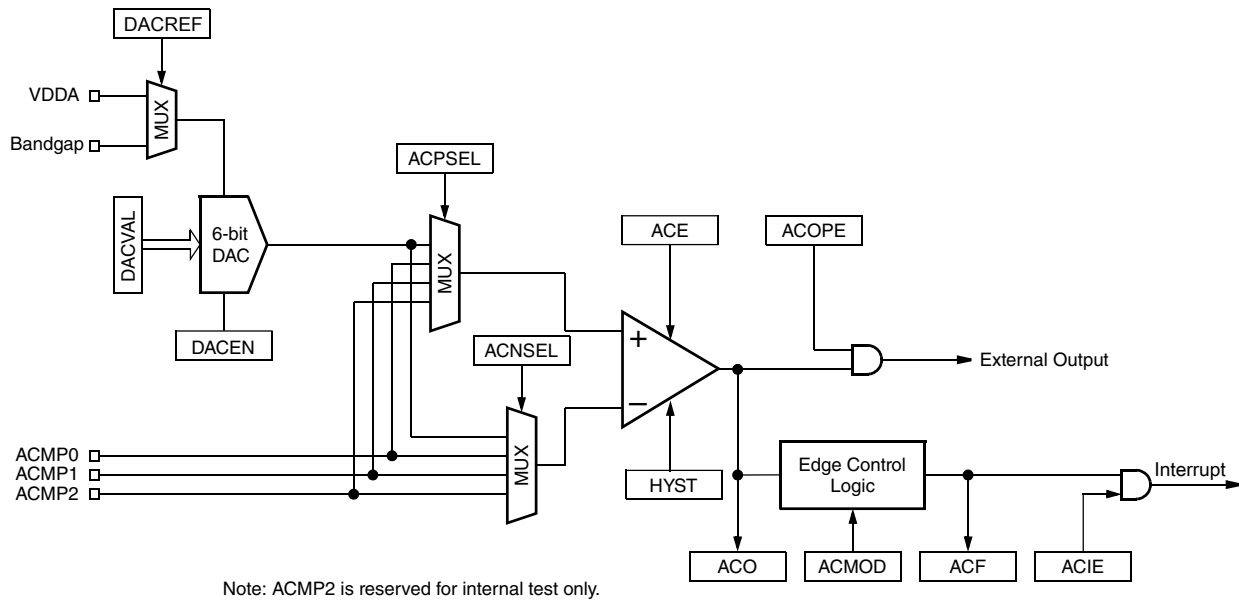 DACREF
VDDA
MUX
Bandgap
ACPSEL
DACVAL
6-bit
DAC
MUX
ACE
ACOPE
DACEN
ACNSEL
+
−
External Output
MUX
ACMP0
ACMP1
ACMP2
HYST
Edge Control
Logic
Interrupt
ACO
ACMOD
ACF
ACIE
Note: ACMP2 is reserved for internal test only.